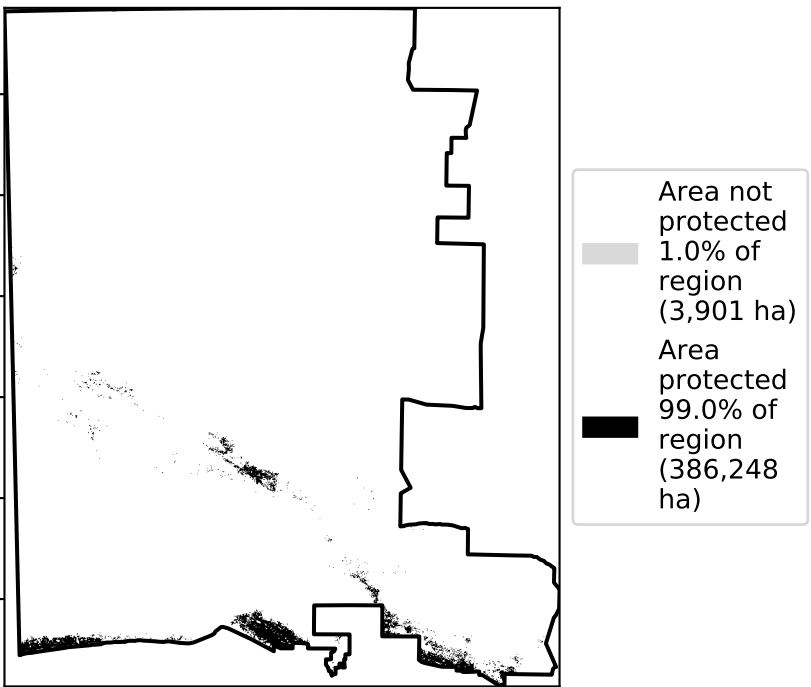 Area not
protected
1.0% of
region
(3,901 ha)
Area
protected
99.0% of
region
(386,248
ha)